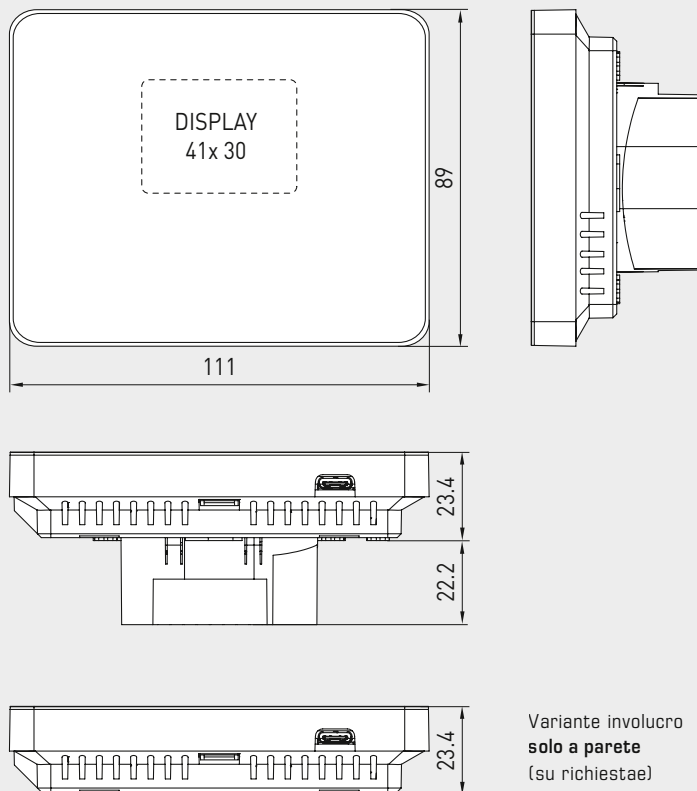 DISPLAY
41x 30
89
111
23.4
22.2
23.4
Variante involucro
solo a parete
(su richiestae)